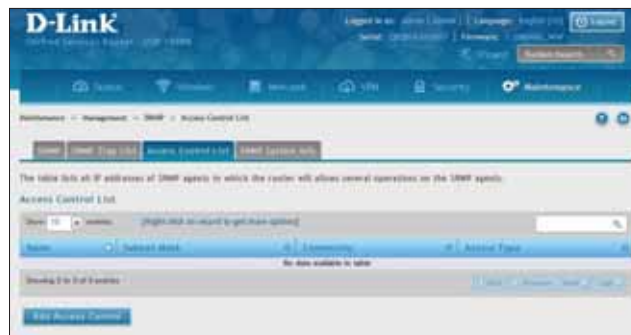 D-Link
Logged in as: admin ( ADMIN ) | Language: English [US]
Logout
Unified Services Router
Wizard
System Search
Status
Wireless
Network
VPN
Security
Maintenance
Maintenance » Management » SNMP » Access Control List
SNMP
SNMP Trap List
Access Control List
SNMP System Info
The table lists all IP addresses of SNMP agents to which the router will allows several operations on the SNMP agents.
Access Control List
Show 10 entries
[Right click on record to get more options]
Name
Subnet Mask
Community
Access Type
No data available in table
Showing 0 to 0 of 0 entries
First
Previous
Next
Last
Add Access Control